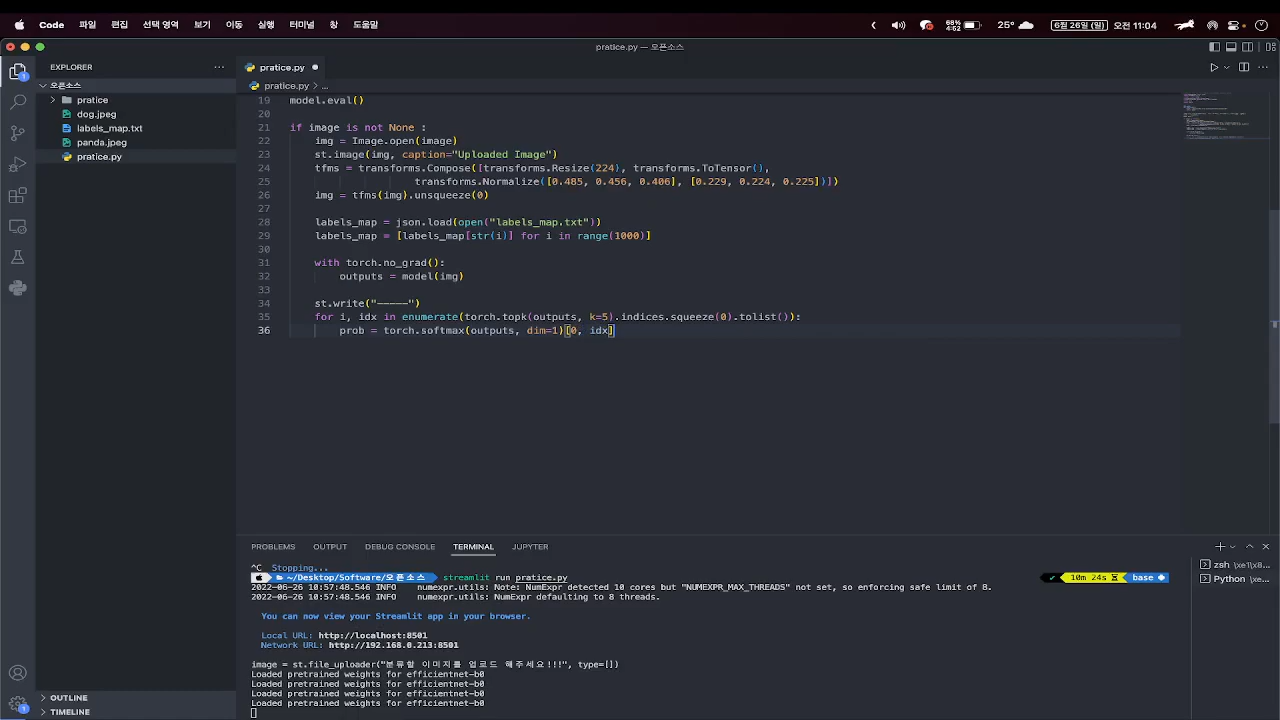 Code 파일 편집 선택 영역 보기 이동 실행 터미널 창 도움말 68% 4:52 25° 6월 26일 (일) 오전 11:04
pratice.py — 오픈소스
EXPLORER
오픈소스
pratice
dog.jpeg
labels_map.txt
panda.jpeg
pratice.py
OUTLINE
TIMELINE
pratice.py
pratice.py > ...
19 model.eval()
20
21 if image is not None :
22 img = Image.open(image)
23 st.image(img, caption="Uploaded Image")
24 tfms = transforms.Compose([transforms.Resize(224), transforms.ToTensor(),
25 transforms.Normalize([0.485, 0.456, 0.406], [0.229, 0.224, 0.225])])
26 img = tfms(img).unsqueeze(0)
27
28 labels_map = json.load(open("labels_map.txt"))
29 labels_map = [labels_map[str(i)] for i in range(1000)]
30
31 with torch.no_grad():
32 outputs = model(img)
33
34 st.write("-----")
35 for i, idx in enumerate(torch.topk(outputs, k=5).indices.squeeze(0).tolist()):
36 prob = torch.softmax(outputs, dim=1)[0, idx]
PROBLEMS OUTPUT DEBUG CONSOLE TERMINAL JUPYTER
^C Stopping...
~/Desktop/Software/오픈소스 streamlit run pratice.py 10m 24s base
2022-06-26 10:57:48.546 INFO numexpr.utils: Note: NumExpr detected 10 cores but "NUMEXPR_MAX_THREADS" not set, so enforcing safe limit of 8.
2022-06-26 10:57:48.546 INFO numexpr.utils: NumExpr defaulting to 8 threads.
You can now view your Streamlit app in your browser.
Local URL: http://localhost:8501
Network URL: http://192.168.0.213:8501
image = st.file_uploader("분류할 이미지를 업로드 해주세요!!!", type=[])
Loaded pretrained weights for efficientnet-b0
Loaded pretrained weights for efficientnet-b0
Loaded pretrained weights for efficientnet-b0
Loaded pretrained weights for efficientnet-b0
zsh
Python